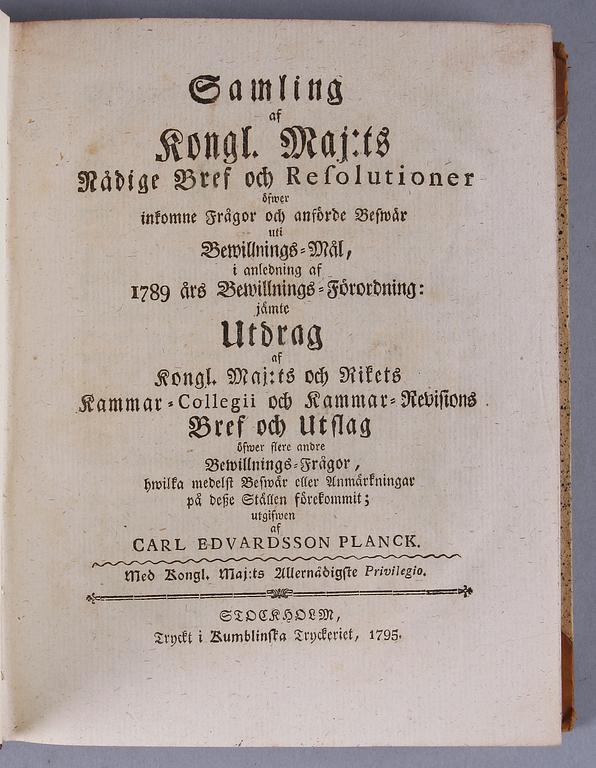 Samling
af
Kongl. Maj:ts
Nådige Bref och Reſolutioner
öfwer
inkomne Frågor och anförde Beſwär
uti
Bewillnings-Mål,
i anledning af
1789 års Bewillnings-Förordning:
jämte
Utdrag
af
Kongl. Maj:ts och Rikets
Kammar-Collegii och Kammar-Reviſions
Bref och Utſlag
öfwer flere andre
Bewillnings-Frågor,
hwilka medelſt Beſwär eller Anmärkningar
på deße Ställen förekommit;
utgifwen
af
CARL EDVARDSSON PLANCK.
Med Kongl. Maj:ts Allernådigſte Privilegio.
STOCKHOLM,
Tryckt i Kumblinſka Tryckeriet, 1795.